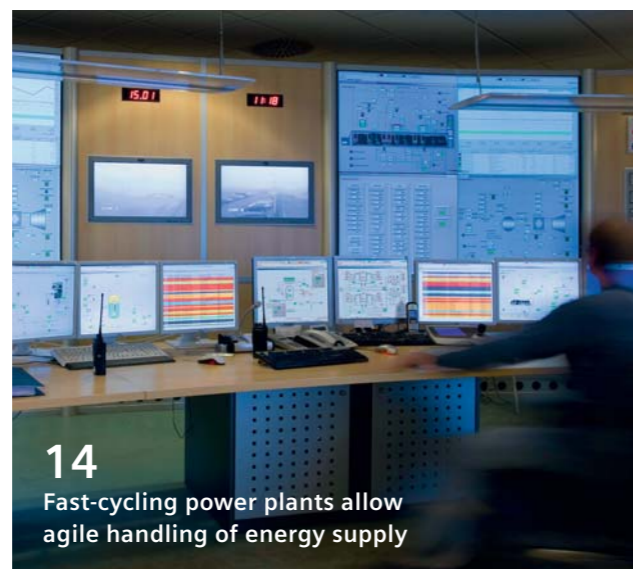 15.01
11:18
14
Fast-cycling power plants allow
agile handling of energy supply